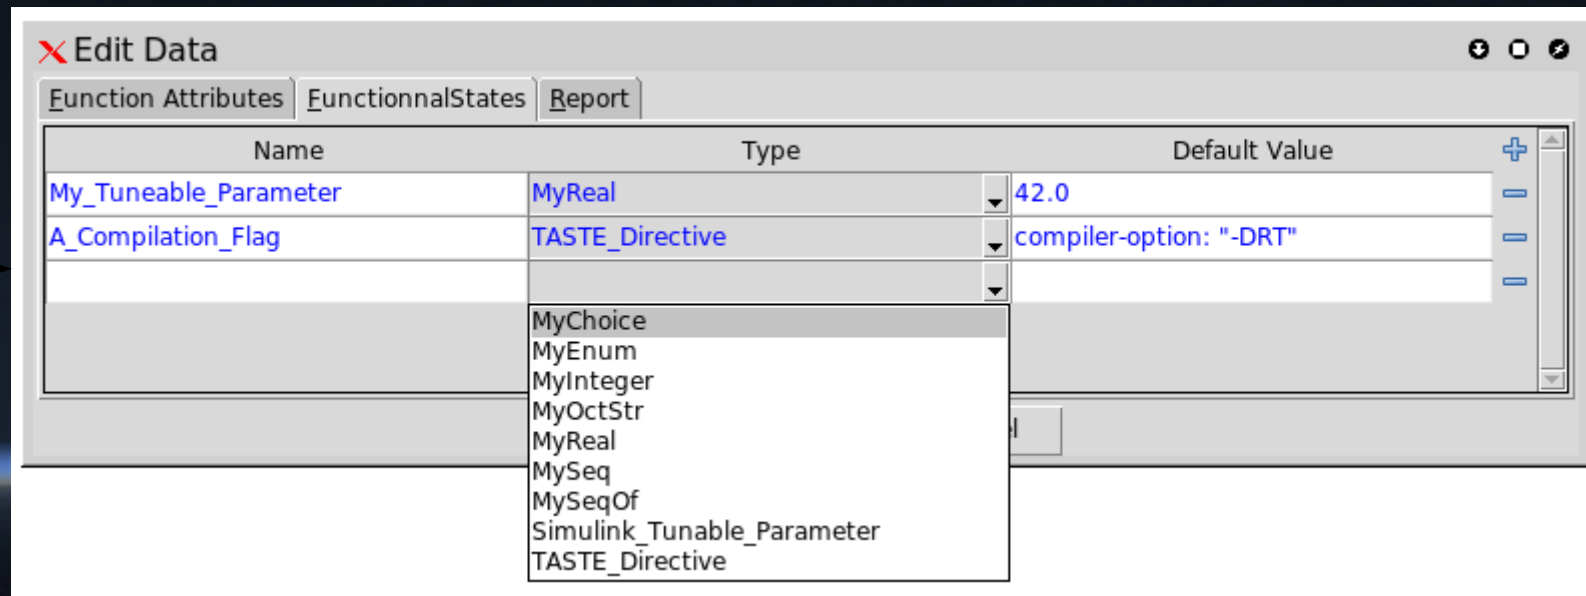 Edit Data
Function Attributes FunctionnalStates Report
Name Type Default Value
My_Tuneable_Parameter MyReal 42.0
A_Compilation_Flag TASTE_Directive compiler-option: "-DRT"
MyChoice
MyEnum
MyInteger
MyOctStr
MyReal
MySeq
MySeqOf
Simulink_Tunable_Parameter
TASTE_Directive